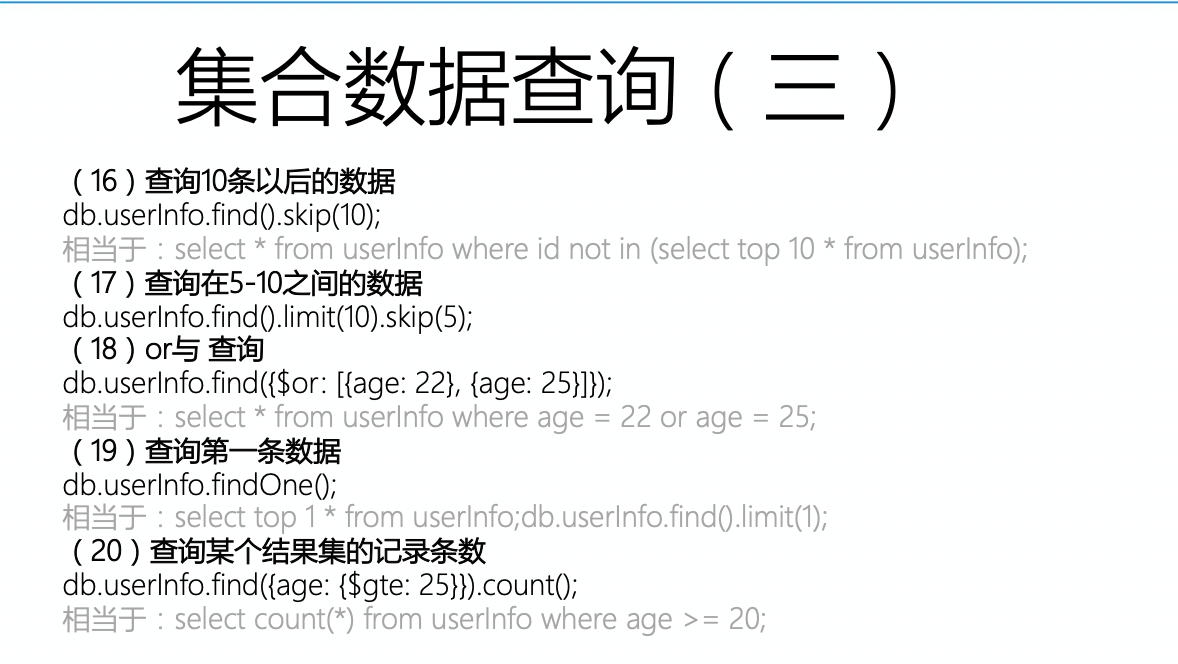 集合数据查询（三）
（16）查询10条以后的数据
db.userInfo.find().skip(10);
相当于：select * from userInfo where id not in (select top 10 * from userInfo);
（17）查询在5-10之间的数据
db.userInfo.find().limit(10).skip(5);
（18）or与 查询
db.userInfo.find({$or: [{age: 22}, {age: 25}]});
相当于：select * from userInfo where age = 22 or age = 25;
（19）查询第一条数据
db.userInfo.findOne();
相当于：select top 1 * from userInfo;db.userInfo.find().limit(1);
（20）查询某个结果集的记录条数
db.userInfo.find({age: {$gte: 25}}).count();
相当于：select count(*) from userInfo where age >= 20;